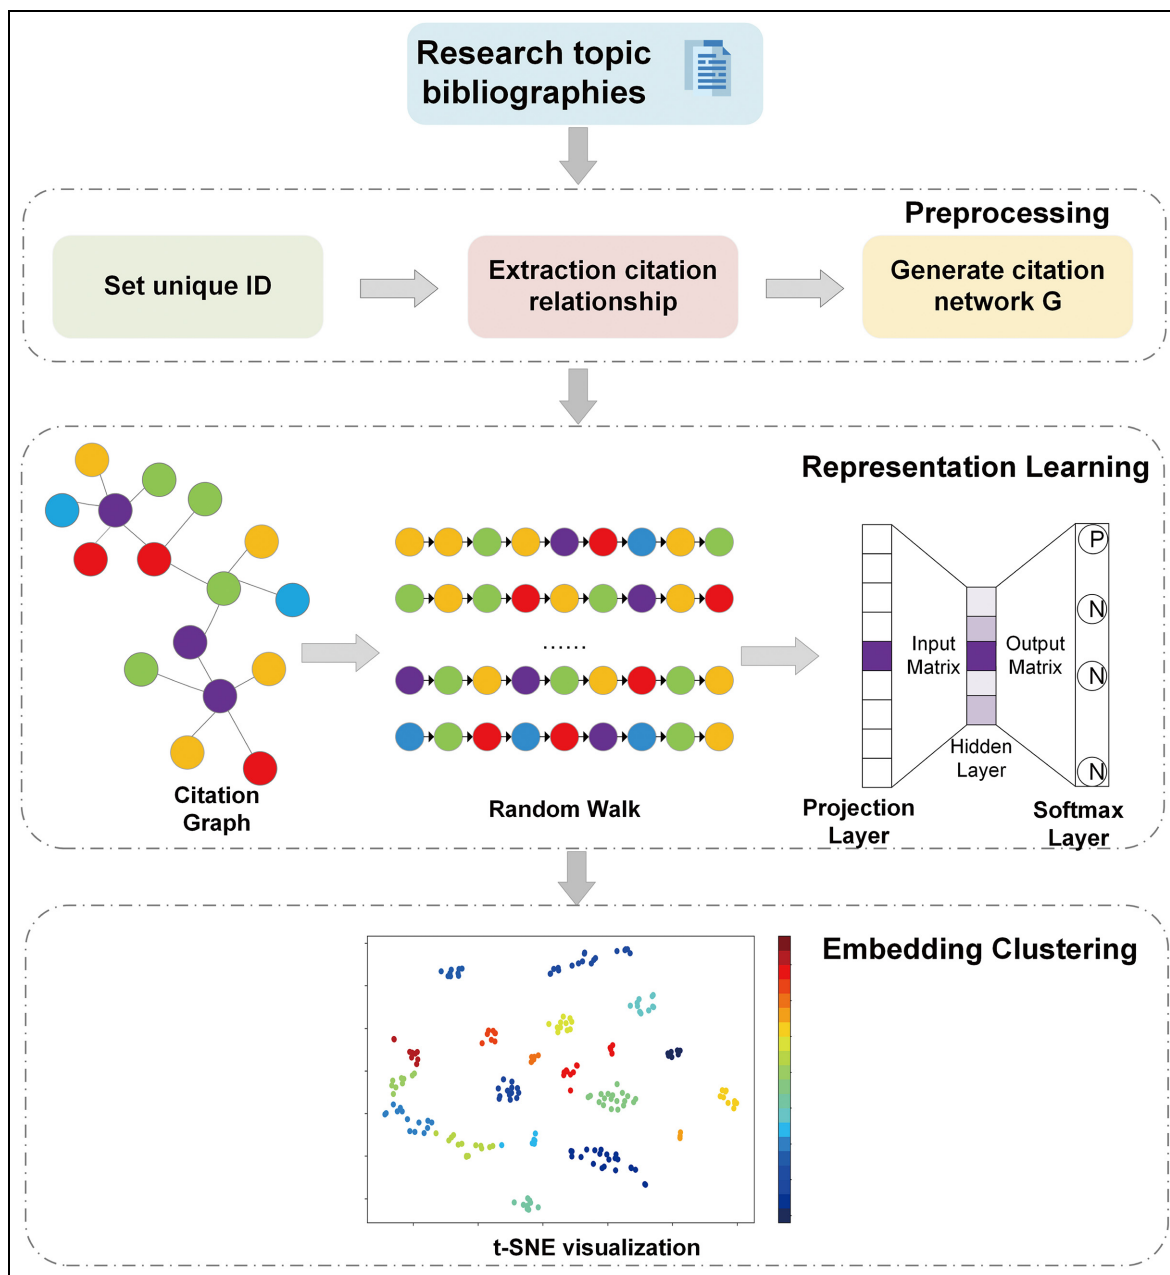 Research topic
bibliographies
Preprocessing
Set unique ID
Extraction citation
relationship
Generate citation
network G
Representation Learning
Citation
Graph
......
Random Walk
Input
Matrix
Output
Matrix
Hidden
Layer
P
N
N
N
Projection
Layer
Softmax
Layer
Embedding Clustering
t-SNE visualization